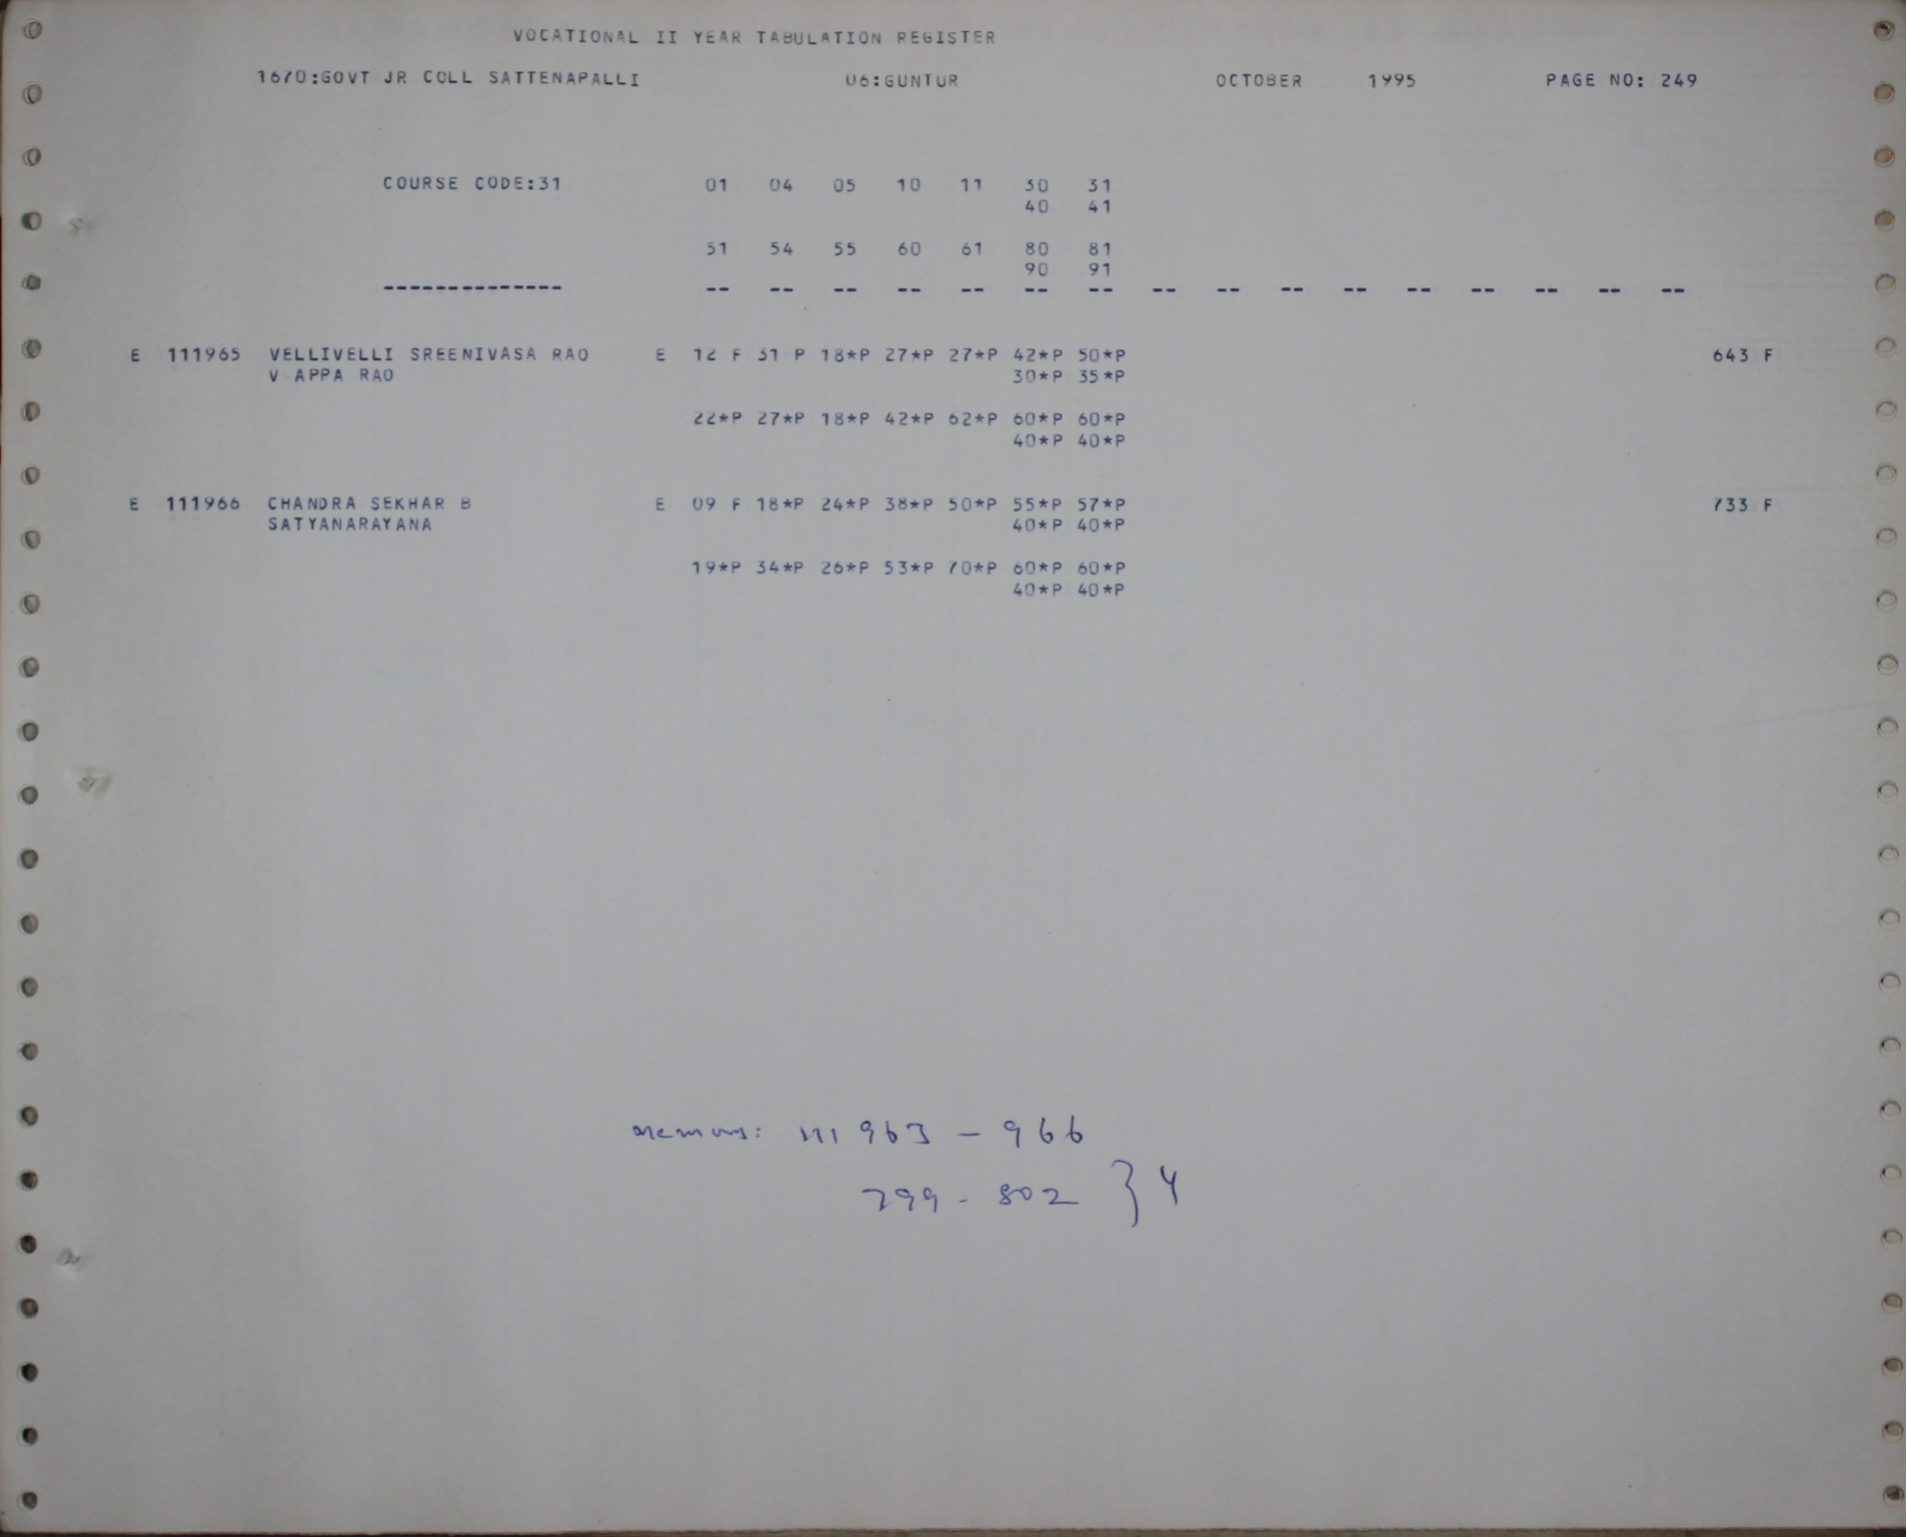 VOCATIONAL II YEAR TABULATION REGISTER
1670:GOVT JR COLL SATTENAPALLI 06:GUNTUR OCTOBER 1995 PAGE NO: 249
COURSE CODE:31 01 04 05 10 11 30 31
40 41
51 54 55 60 61 80 81
90 91
-------------- -- -- -- -- -- -- -- -- -- -- -- -- -- -- -- --
E 111965 VELLIVELLI SREENIVASA RAO E 12 F 31 P 18*P 27*P 27*P 42*P 50*P 643 F
V APPA RAO 30*P 35*P
22*P 27*P 18*P 42*P 62*P 60*P 60*P
40*P 40*P
E 111966 CHANDRA SEKHAR B E 09 F 18*P 24*P 38*P 50*P 55*P 57*P 733 F
SATYANARAYANA 40*P 40*P
19*P 34*P 26*P 53*P 70*P 60*P 60*P
40*P 40*P
111963 - 966
799 - 802 } 4